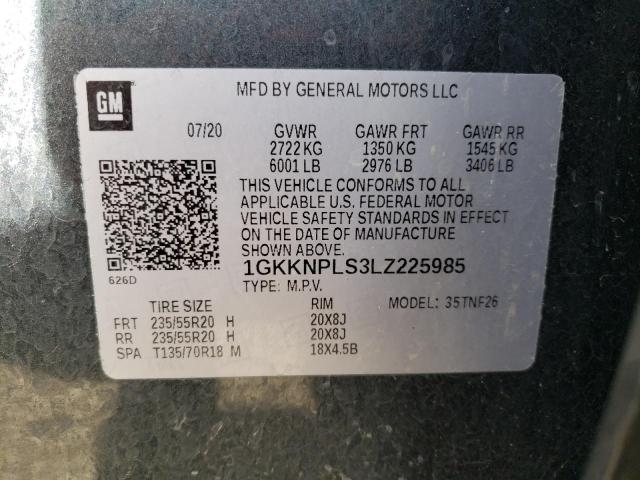 GM
MFD BY GENERAL MOTORS LLC
07/20 GVWR GAWR FRT GAWR RR
2722 KG 1350 KG 1545 KG
6001 LB 2976 LB 3406 LB
THIS VEHICLE CONFORMS TO ALL
APPLICABLE U.S. FEDERAL MOTOR
VEHICLE SAFETY STANDARDS IN EFFECT
ON THE DATE OF MANUFACTURE
SHOWN ABOVE.
1GKKNPLS3LZ225985
626D TYPE: M.P.V.
TIRE SIZE RIM MODEL: 35TNF26
FRT 235/55R20 H 20X8J
RR 235/55R20 H 20X8J
SPA T135/70R18 M 18X4.5B